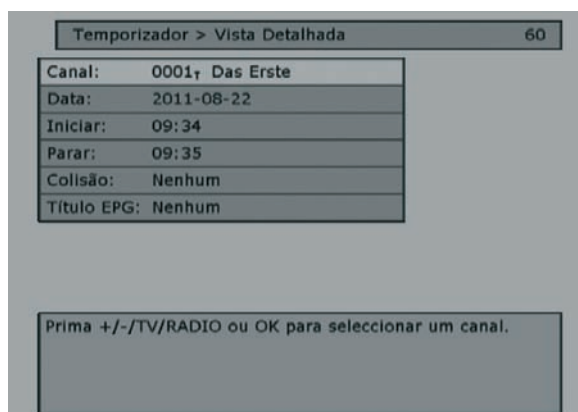 Temporizador > Vista Detalhada 60
Canal: 0001T Das Erste
Data: 2011-08-22
Iniciar: 09:34
Parar: 09:35
Colisão: Nenhum
Título EPG: Nenhum
Prima +/-/TV/RADIO ou OK para seleccionar um canal.